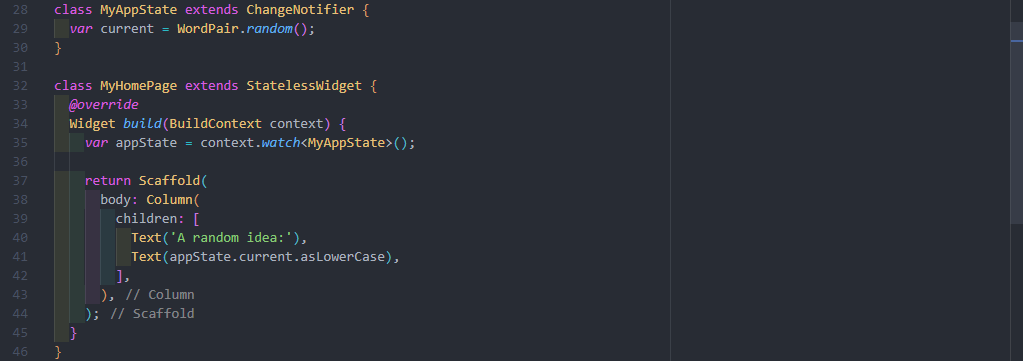 28 class MyAppState extends ChangeNotifier {
29   var current = WordPair.random();
30 }
31
32 class MyHomePage extends StatelessWidget {
33   @override
34   Widget build(BuildContext context) {
35     var appState = context.watch<MyAppState>();
36
37     return Scaffold(
38       body: Column(
39         children: [
40           Text('A random idea:'),
41           Text(appState.current.asLowerCase),
42         ],
43       ), // Column
44     ); // Scaffold
45   }
46 }